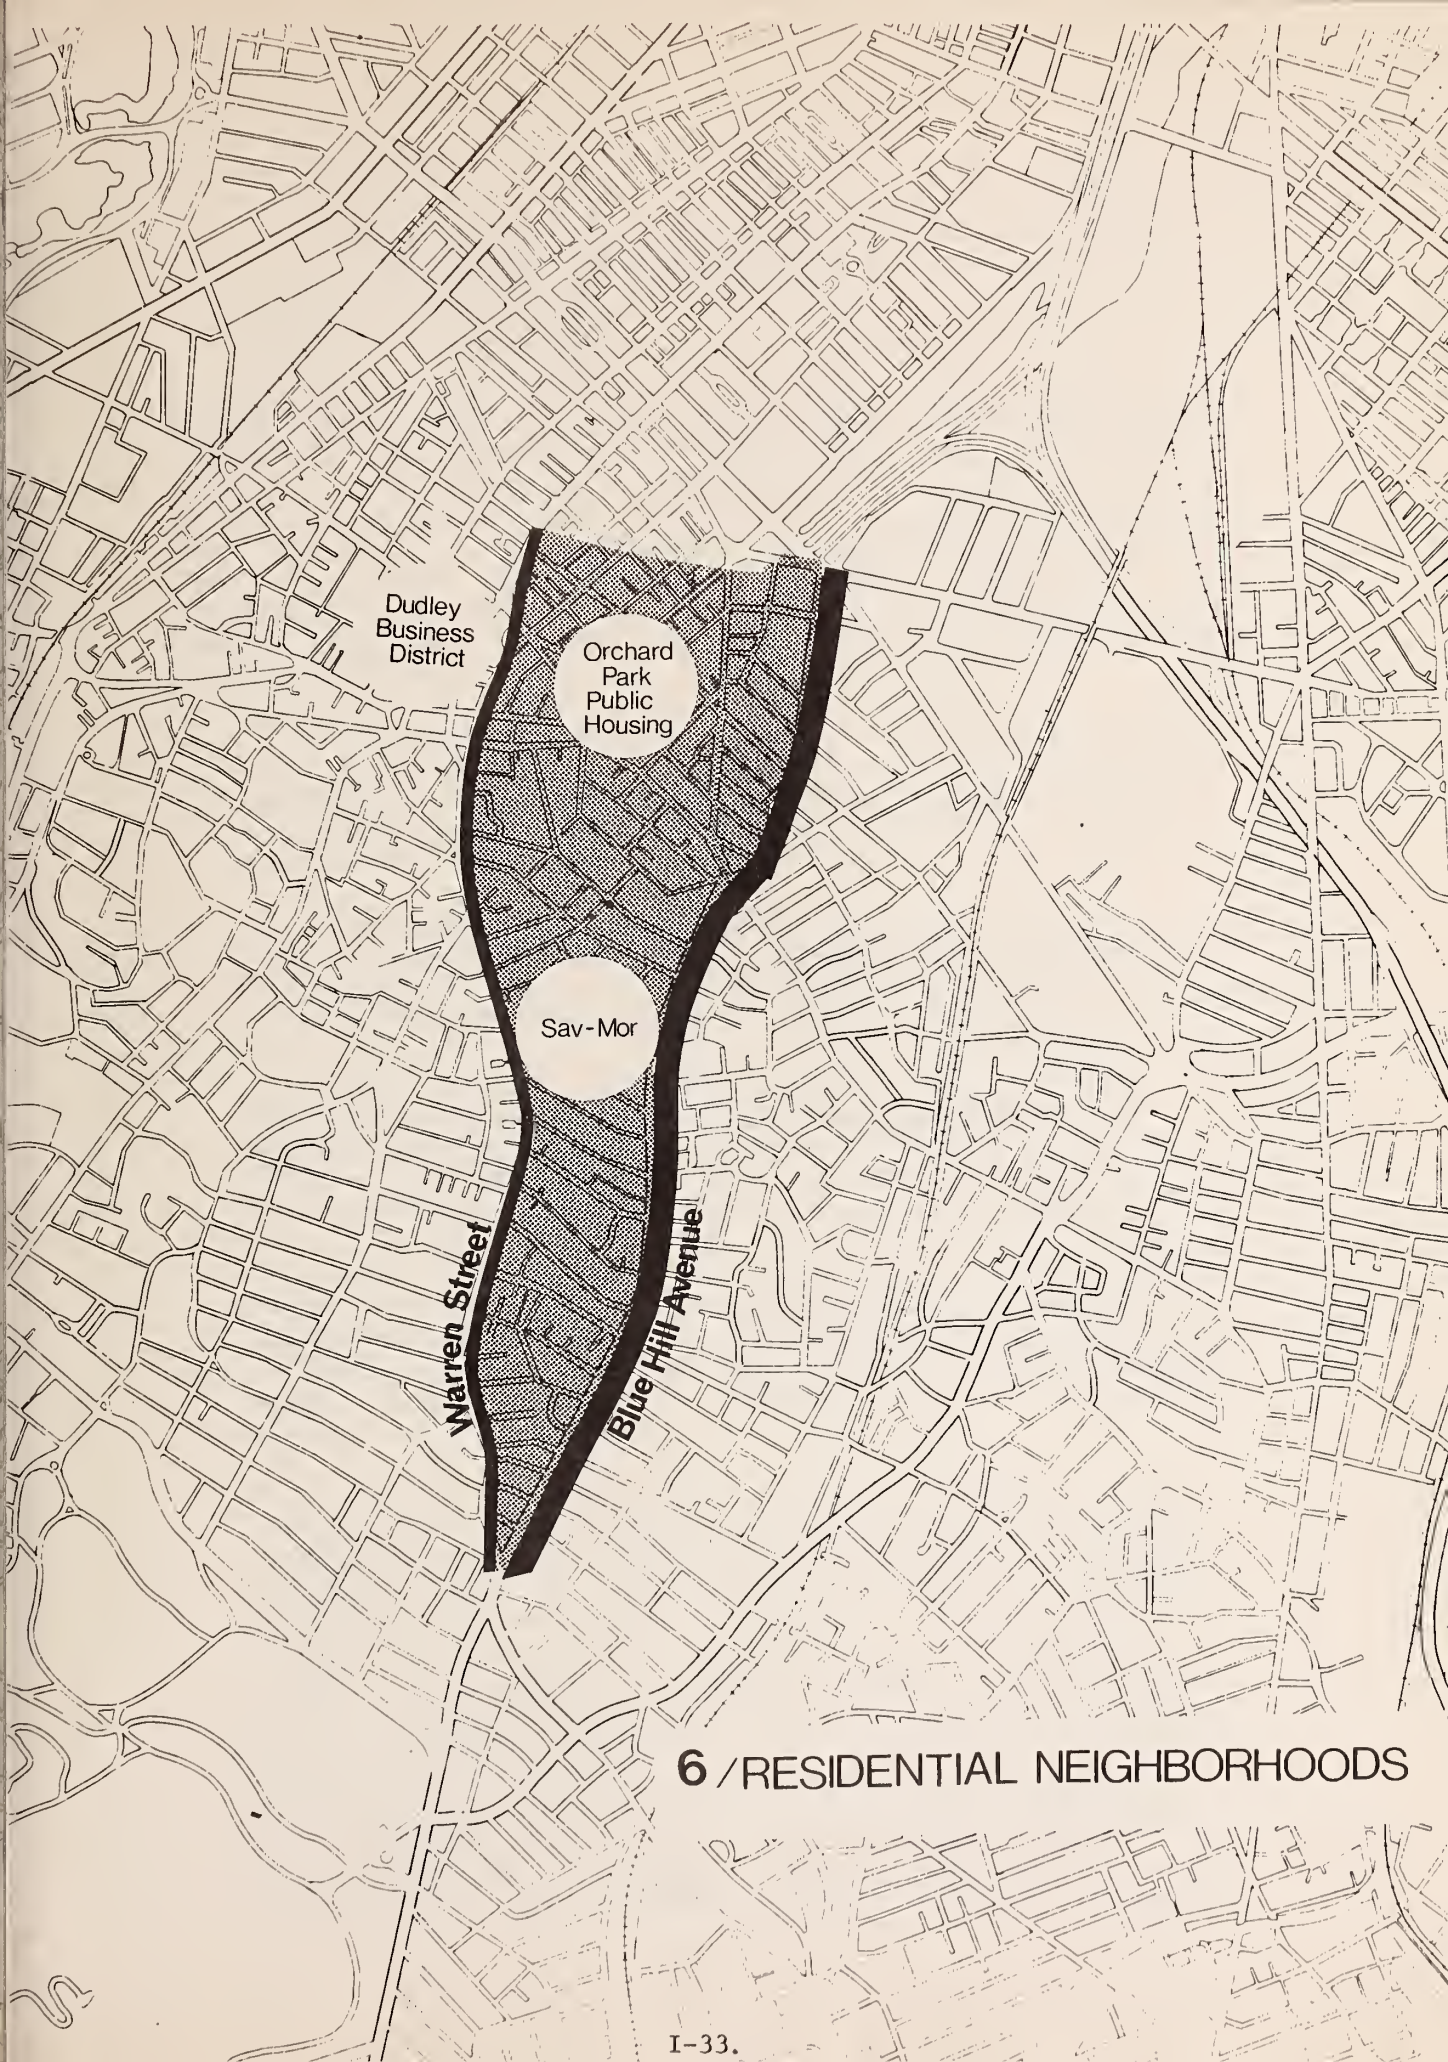 Dudley
Business
District
Orchard
Park
Public
Housing
Sav-Mor
Warren Street
Blue Hill Avenue
6/RESIDENTIAL NEIGHBORHOODS
I-33.